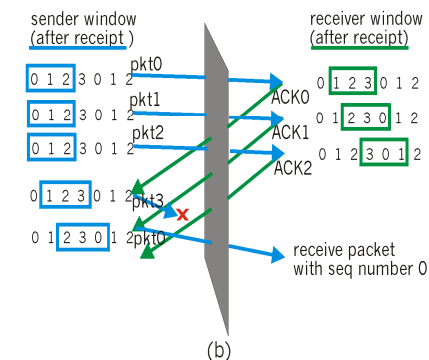 sender window
(after receipt )
receiver window
(after receipt)
0 1 2 3 0 1 2
pkt0
0 1 2 3 0 1 2
ACK0
0 1 2 3 0 1 2
pkt1
0 1 2 3 0 1 2
ACK1
0 1 2 3 0 1 2
pkt2
0 1 2 3 0 1 2
ACK2
0 1 2 3 0 1 2
pkt3
X
0 1 2 3 0 1 2
pkt0
receive packet
with seq number 0
(b)